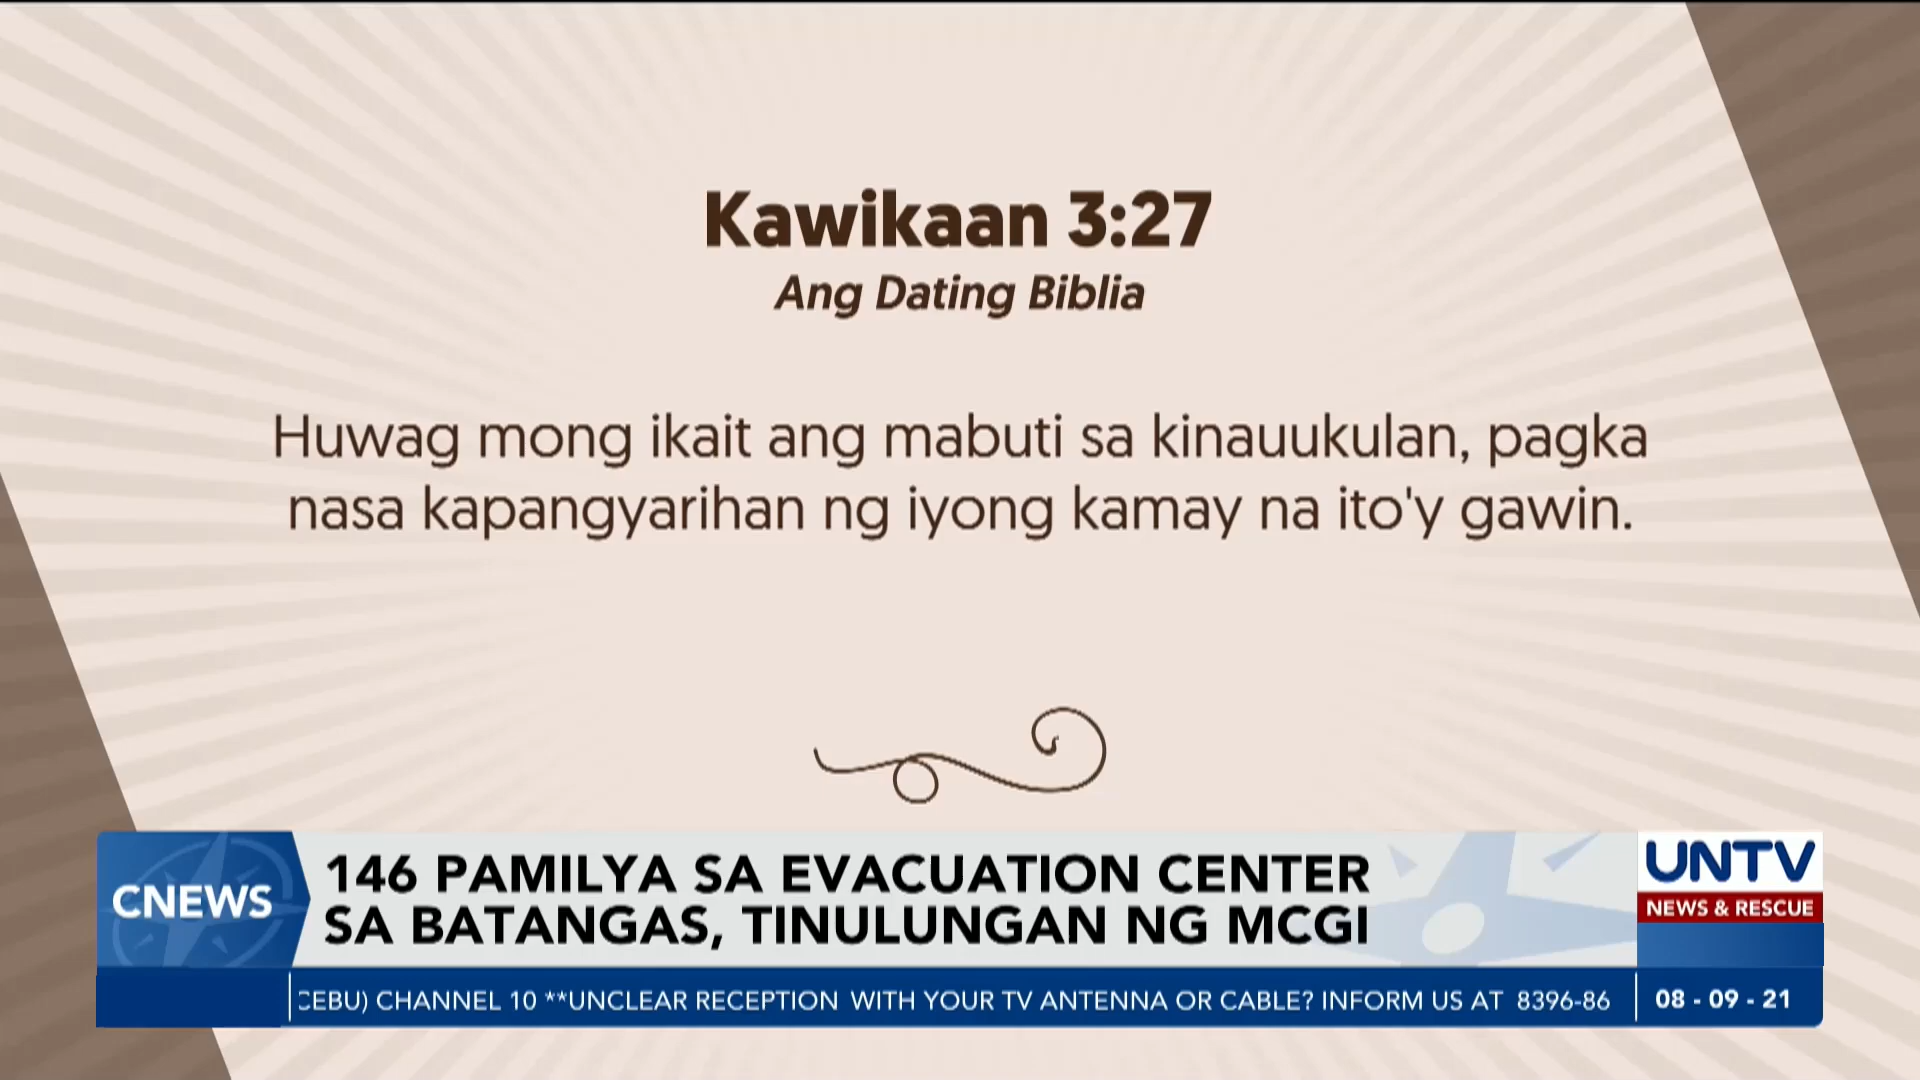 Kawikaan 3:27
Ang Dating Biblia
Huwag mong ikait ang mabuti sa kinauukulan, pagka
nasa kapangyarihan ng iyong kamay na ito'y gawin.
CNEWS
146 PAMILYA SA EVACUATION CENTER
SA BATANGAS, TINULUNGAN NG MCGI
UNTV
NEWS & RESCUE
CEBU) CHANNEL 10 **UNCLEAR RECEPTION WITH YOUR TV ANTENNA OR CABLE? INFORM US AT 8396-86
08 - 09 - 21